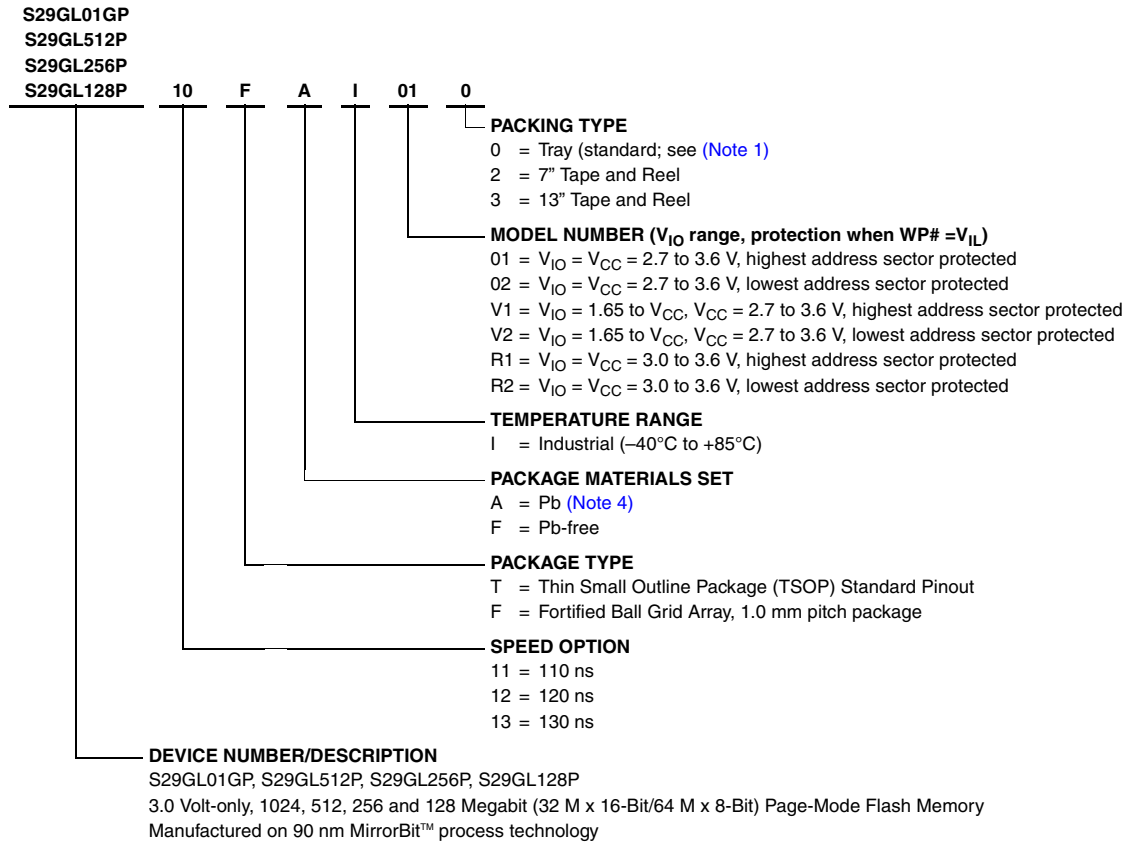 S29GL01GP
S29GL512P
S29GL256P
S29GL128P 10 F A I 01 0
PACKING TYPE
0 = Tray (standard; see (Note 1)
2 = 7” Tape and Reel
3 = 13” Tape and Reel
MODEL NUMBER (VIO range, protection when WP# =VIL)
01 = VIO = VCC = 2.7 to 3.6 V, highest address sector protected
02 = VIO = VCC = 2.7 to 3.6 V, lowest address sector protected
V1 = VIO = 1.65 to VCC, VCC = 2.7 to 3.6 V, highest address sector protected
V2 = VIO = 1.65 to VCC, VCC = 2.7 to 3.6 V, lowest address sector protected
R1 = VIO = VCC = 3.0 to 3.6 V, highest address sector protected
R2 = VIO = VCC = 3.0 to 3.6 V, lowest address sector protected
TEMPERATURE RANGE
I = Industrial (–40°C to +85°C)
PACKAGE MATERIALS SET
A = Pb (Note 4)
F = Pb-free
PACKAGE TYPE
T = Thin Small Outline Package (TSOP) Standard Pinout
F = Fortified Ball Grid Array, 1.0 mm pitch package
SPEED OPTION
11 = 110 ns
12 = 120 ns
13 = 130 ns
DEVICE NUMBER/DESCRIPTION
S29GL01GP, S29GL512P, S29GL256P, S29GL128P
3.0 Volt-only, 1024, 512, 256 and 128 Megabit (32 M x 16-Bit/64 M x 8-Bit) Page-Mode Flash Memory
Manufactured on 90 nm MirrorBit™ process technology